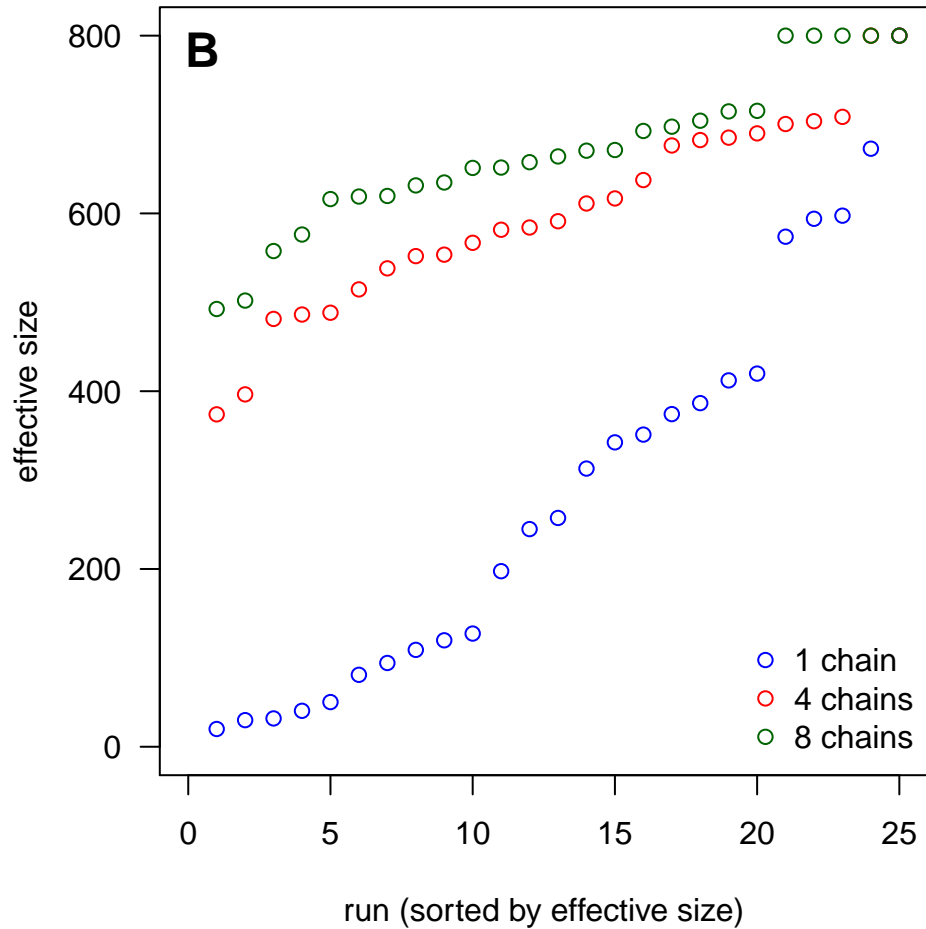 B
800
600
400
200
0
effective size
1 chain
4 chains
8 chains
0 5 10 15 20 25
run (sorted by effective size)